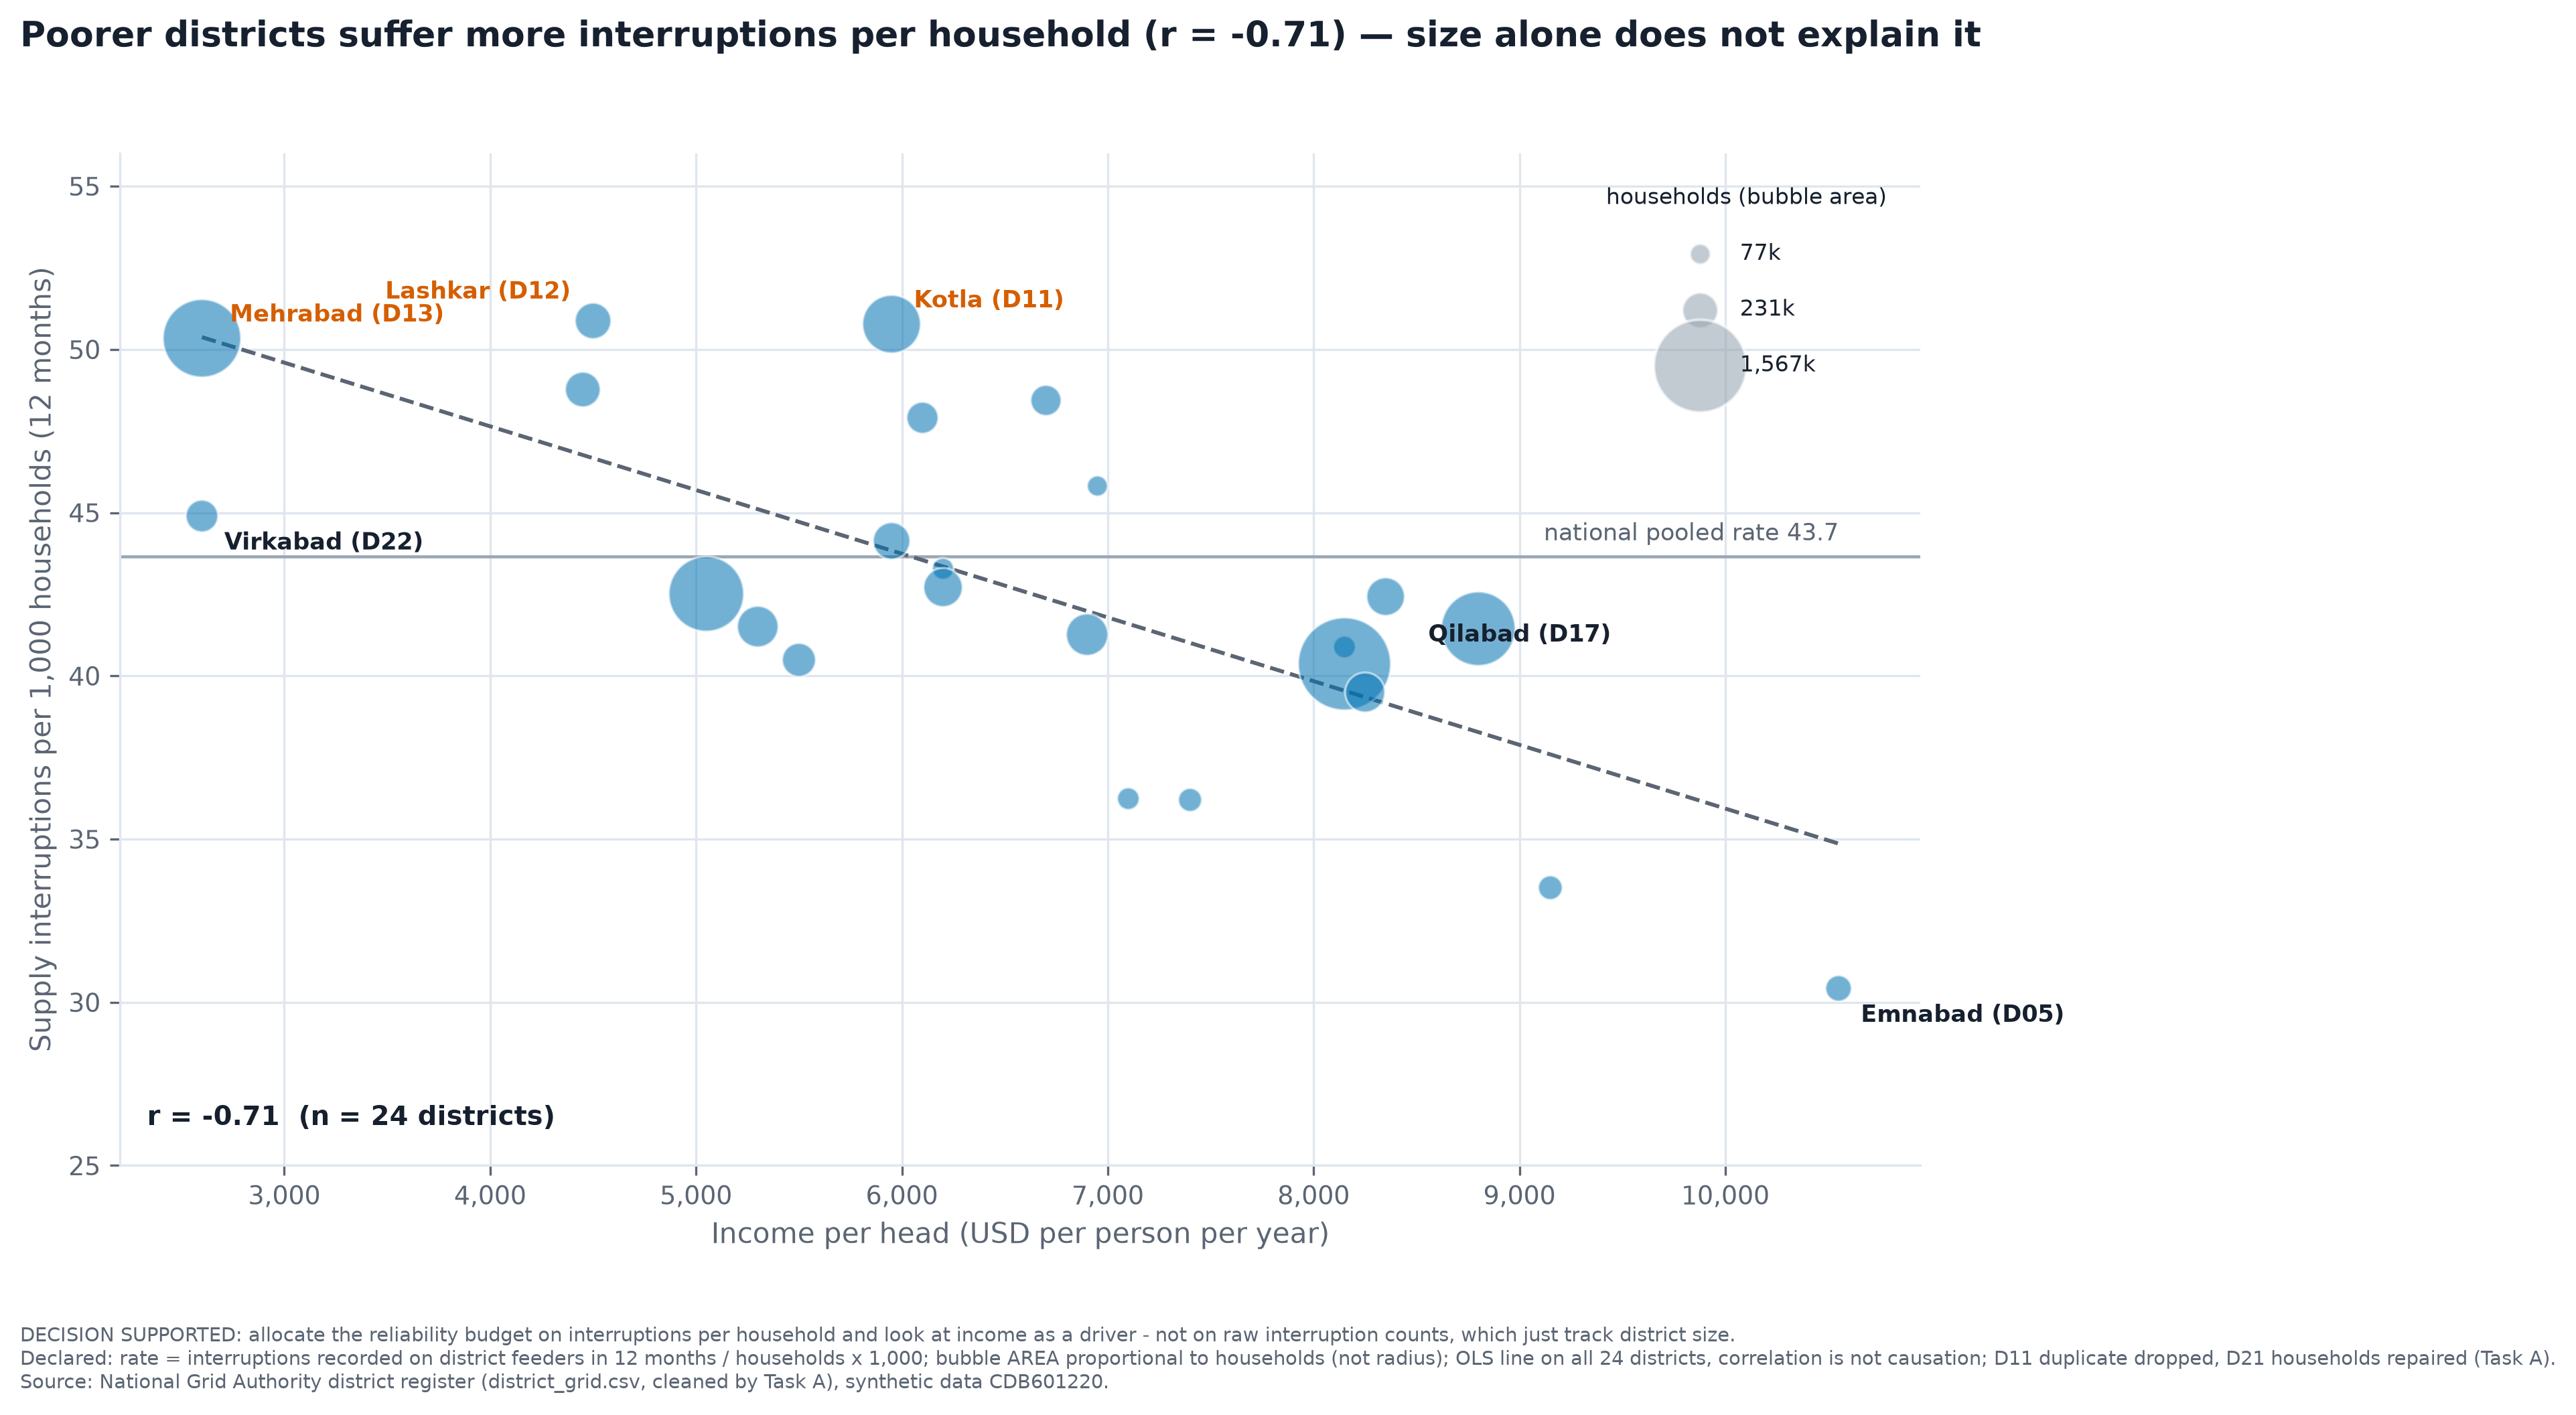 Poorer districts suffer more interruptions per household (r = -0.71) — size alone does not explain it
households (bubble area)
77k
231k
1,567k
Lashkar (D12)
Kotla (D11)
Mehrabad (D13)
Virkabad (D22)
national pooled rate 43.7
Qilabad (D17)
Emnabad (D05)
r = -0.71 (n = 24 districts)
Supply interruptions per 1,000 households (12 months)
55
50
45
40
35
30
25
3,000
4,000
5,000
6,000
7,000
8,000
9,000
10,000
Income per head (USD per person per year)
DECISION SUPPORTED: allocate the reliability budget on interruptions per household and look at income as a driver - not on raw interruption counts, which just track district size.
Declared: rate = interruptions recorded on district feeders in 12 months / households x 1,000; bubble AREA proportional to households (not radius); OLS line on all 24 districts, correlation is not causation; D11 duplicate dropped, D21 households repaired (Task A).
Source: National Grid Authority district register (district_grid.csv, cleaned by Task A), synthetic data CDB601220.